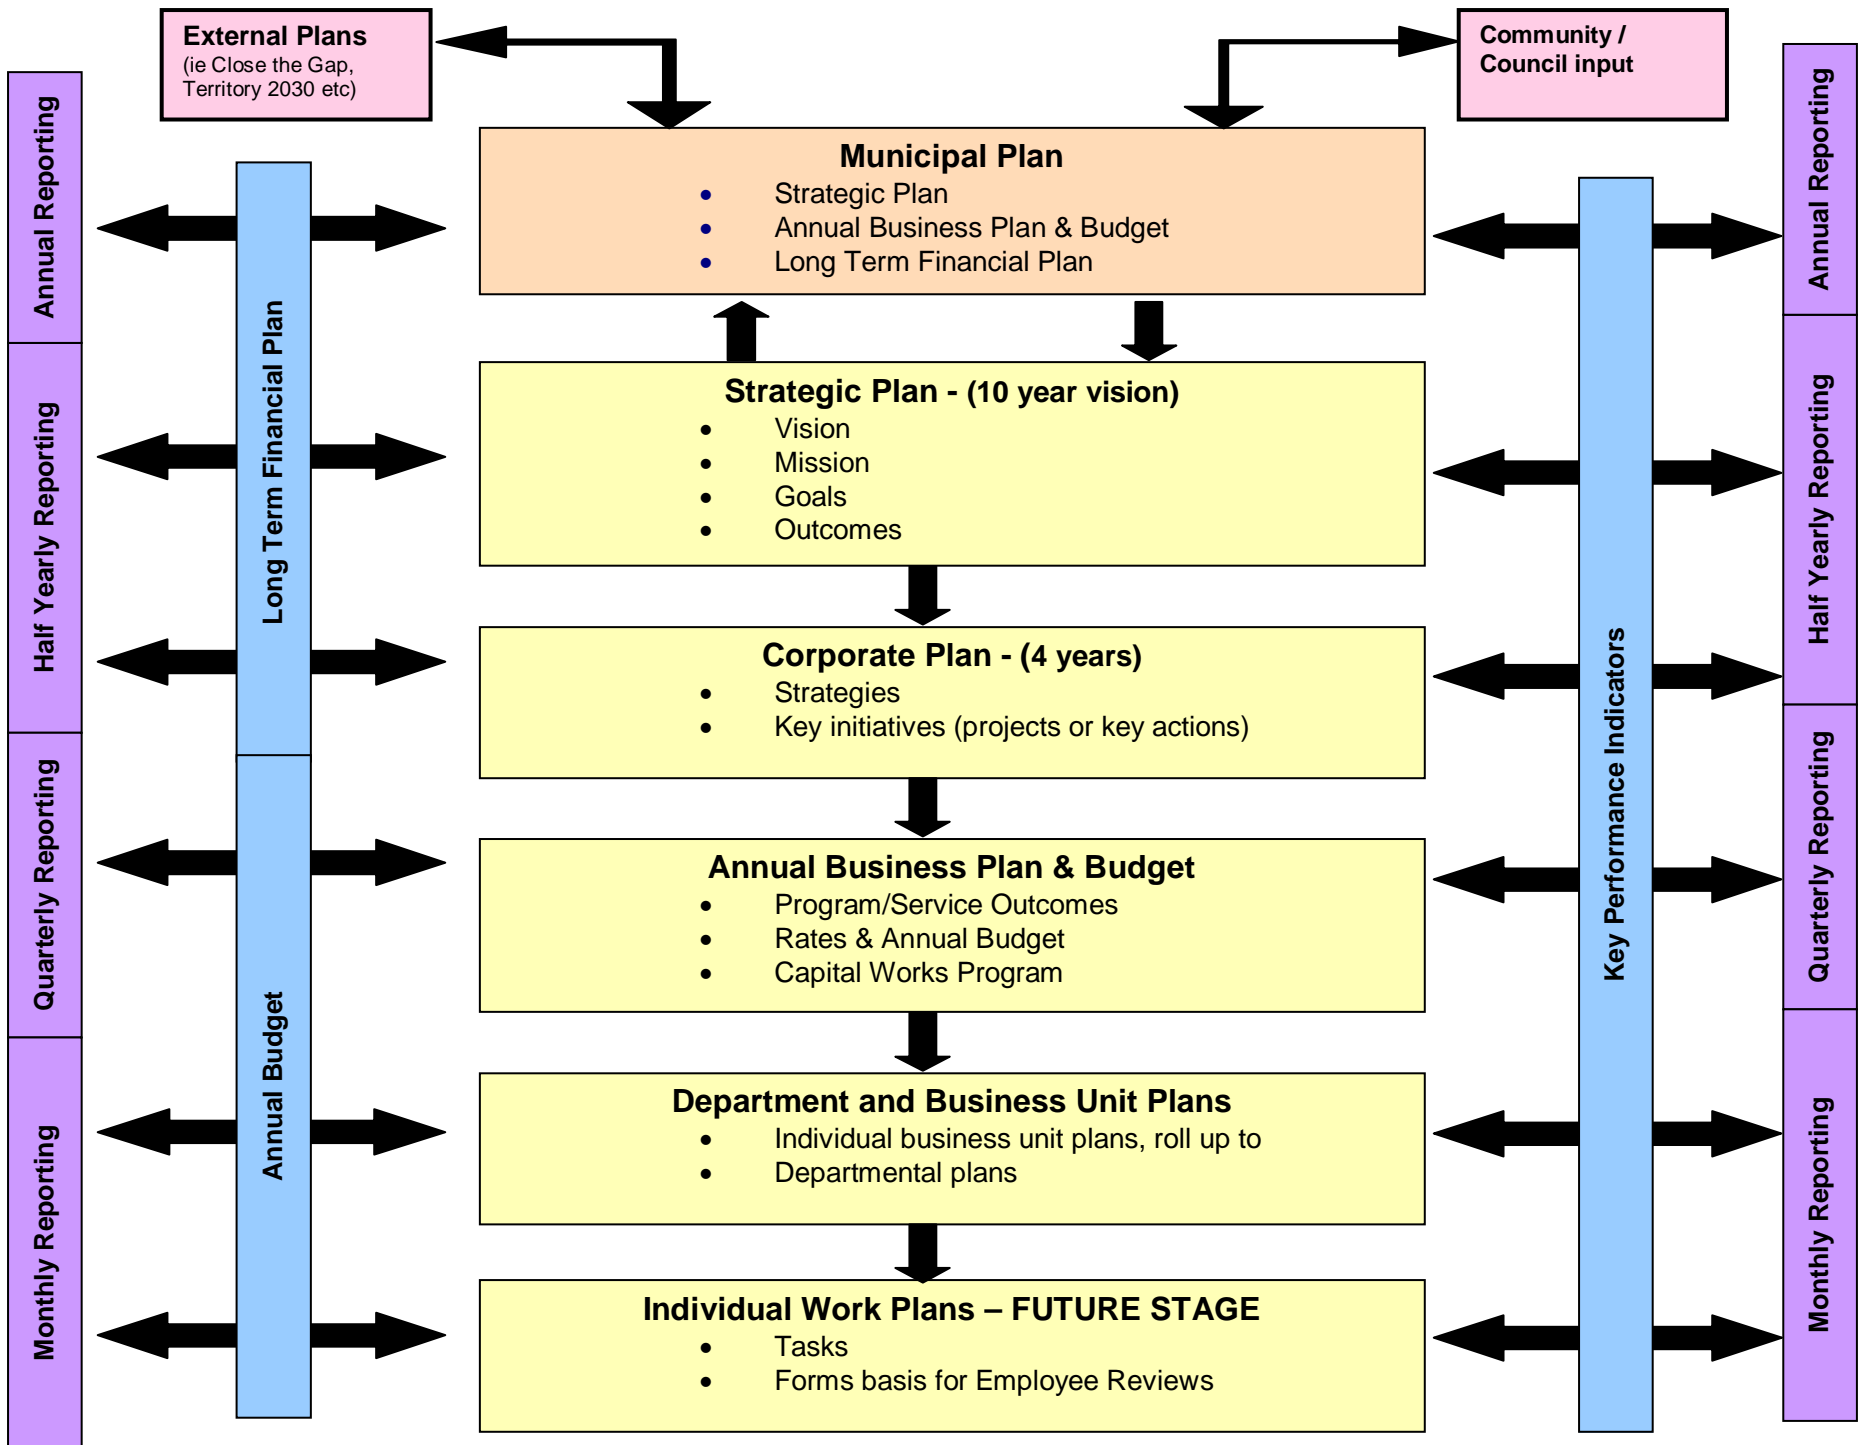 External Plans
(ie Close the Gap,
Territory 2030 etc)
Community /
Council input
Annual Reporting
Half Yearly Reporting
Quarterly Reporting
Monthly Reporting
Long Term Financial Plan
Annual Budget
Municipal Plan
• Strategic Plan
• Annual Business Plan & Budget
• Long Term Financial Plan
Strategic Plan - (10 year vision)
• Vision
• Mission
• Goals
• Outcomes
Corporate Plan - (4 years)
• Strategies
• Key initiatives (projects or key actions)
Annual Business Plan & Budget
• Program/Service Outcomes
• Rates & Annual Budget
• Capital Works Program
Department and Business Unit Plans
• Individual business unit plans, roll up to
• Departmental plans
Individual Work Plans – FUTURE STAGE
• Tasks
• Forms basis for Employee Reviews
Key Performance Indicators
Annual Reporting
Half Yearly Reporting
Quarterly Reporting
Monthly Reporting